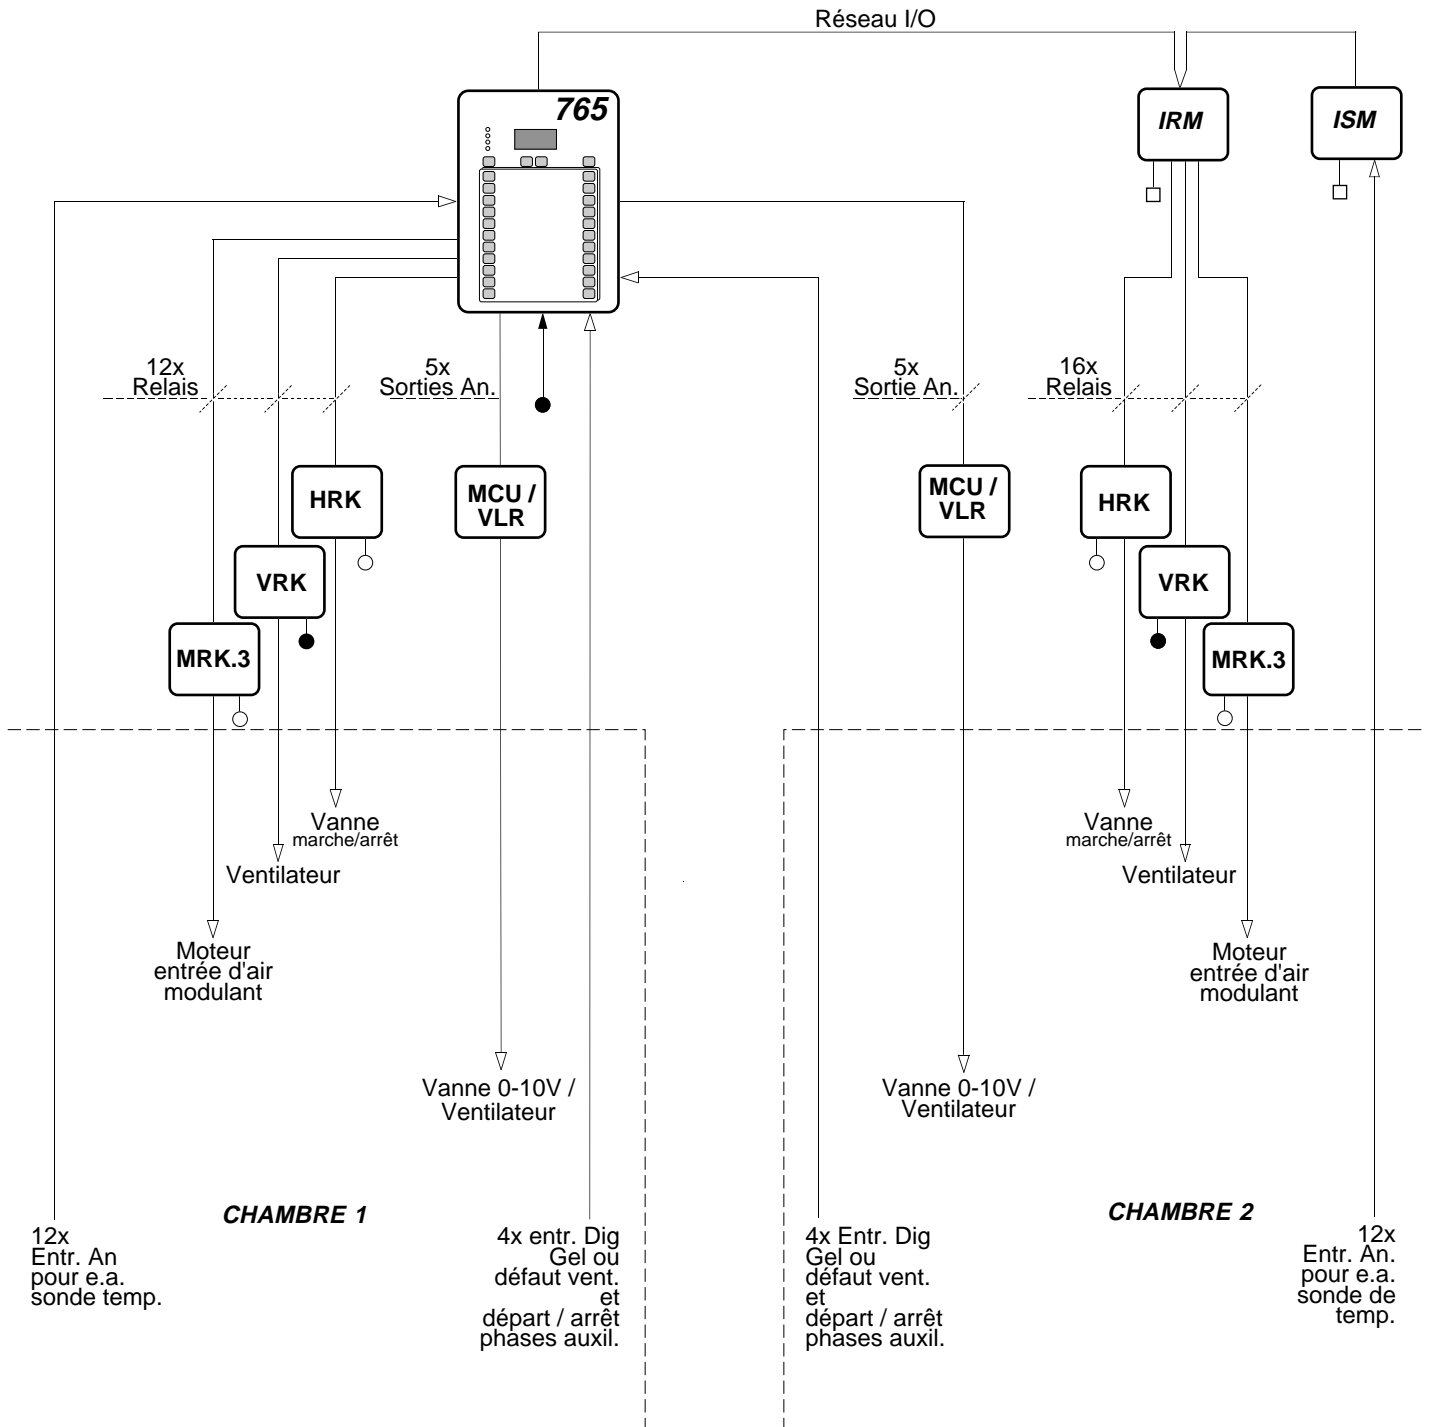 Réseau I/O
765
IRM
ISM
12x
Relais
5x
Sorties An.
5x
Sortie An.
16x
Relais
HRK
MCU /
VLR
VRK
MRK.3
MCU /
VLR
HRK
VRK
MRK.3
Vanne
marche/arrêt
Ventilateur
Moteur
entrée d'air
modulant
Vanne 0-10V /
Ventilateur
Vanne
marche/arrêt
Ventilateur
Moteur
entrée d'air
modulant
Vanne 0-10V /
Ventilateur
CHAMBRE 1
CHAMBRE 2
12x
Entr. An
pour e.a.
sonde temp.
4x entr. Dig
Gel ou
défaut vent.
et
départ / arrêt
phases auxil.
4x Entr. Dig
Gel ou
défaut vent.
et
départ / arrêt
phases auxil.
12x
Entr. An.
pour e.a.
sonde de
temp.